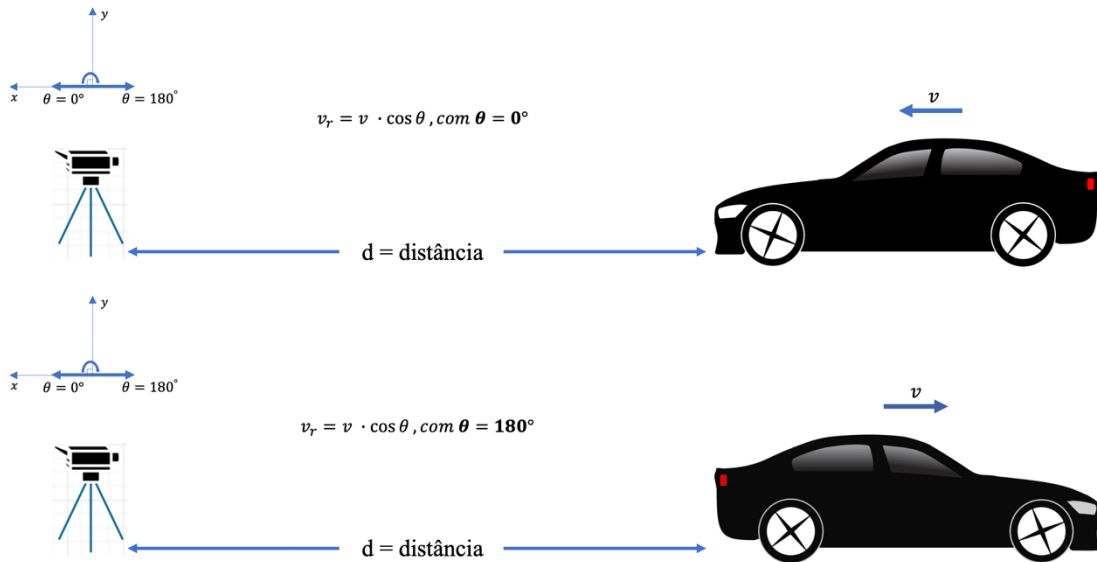 y
x
θ = 0°
θ = 180°
v_r = v · cos θ , com θ = 0°
v
d = distância
y
x
θ = 0°
θ = 180°
v_r = v · cos θ , com θ = 180°
v
d = distância